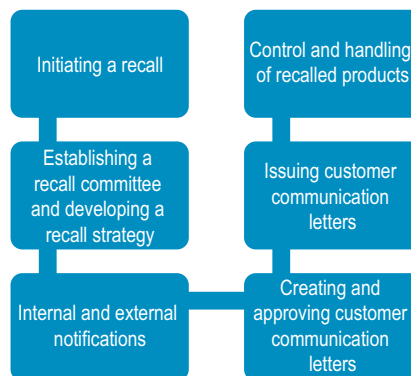 Initiating a recall
Establishing a
recall committee
and developing a
recall strategy
Internal and external
notifications
Creating and
approving customer
communication
letters
Issuing customer
communication
letters
Control and handling
of recalled products